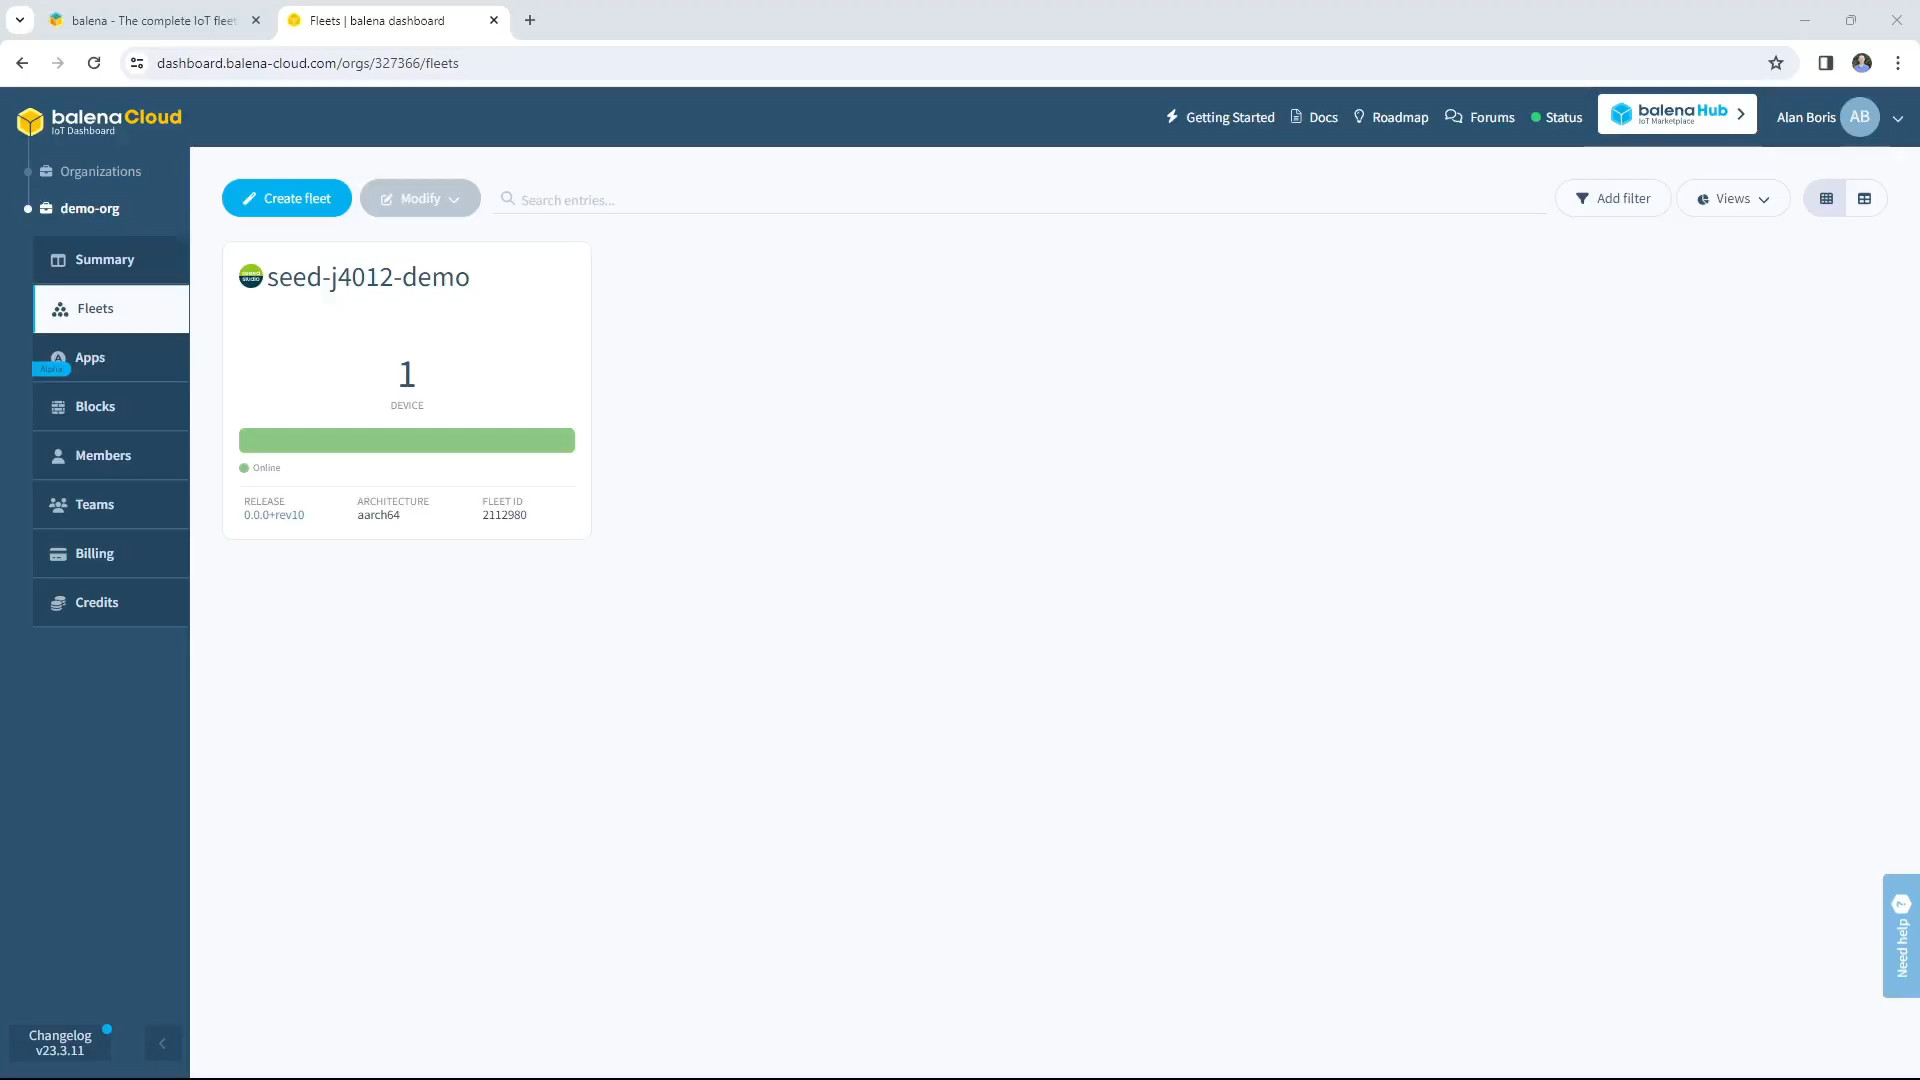 balena - The complete IoT fleet
Fleets | balena dashboard
dashboard.balena-cloud.com/orgs/327366/fleets
balenaCloud
IoT Dashboard
Getting Started
Docs
Roadmap
Forums
Status
balenaHub
IoT Marketplace
Alan Boris
AB
Organizations
demo-org
Summary
Fleets
Apps
Alpha
Blocks
Members
Teams
Billing
Credits
Create fleet
Modify
Search entries...
Add filter
Views
seed-j4012-demo
1
DEVICE
Online
RELEASE ARCHITECTURE FLEET ID
0.0.0+rev10 aarch64 2112980
Need help
?
Changelog
v23.3.11